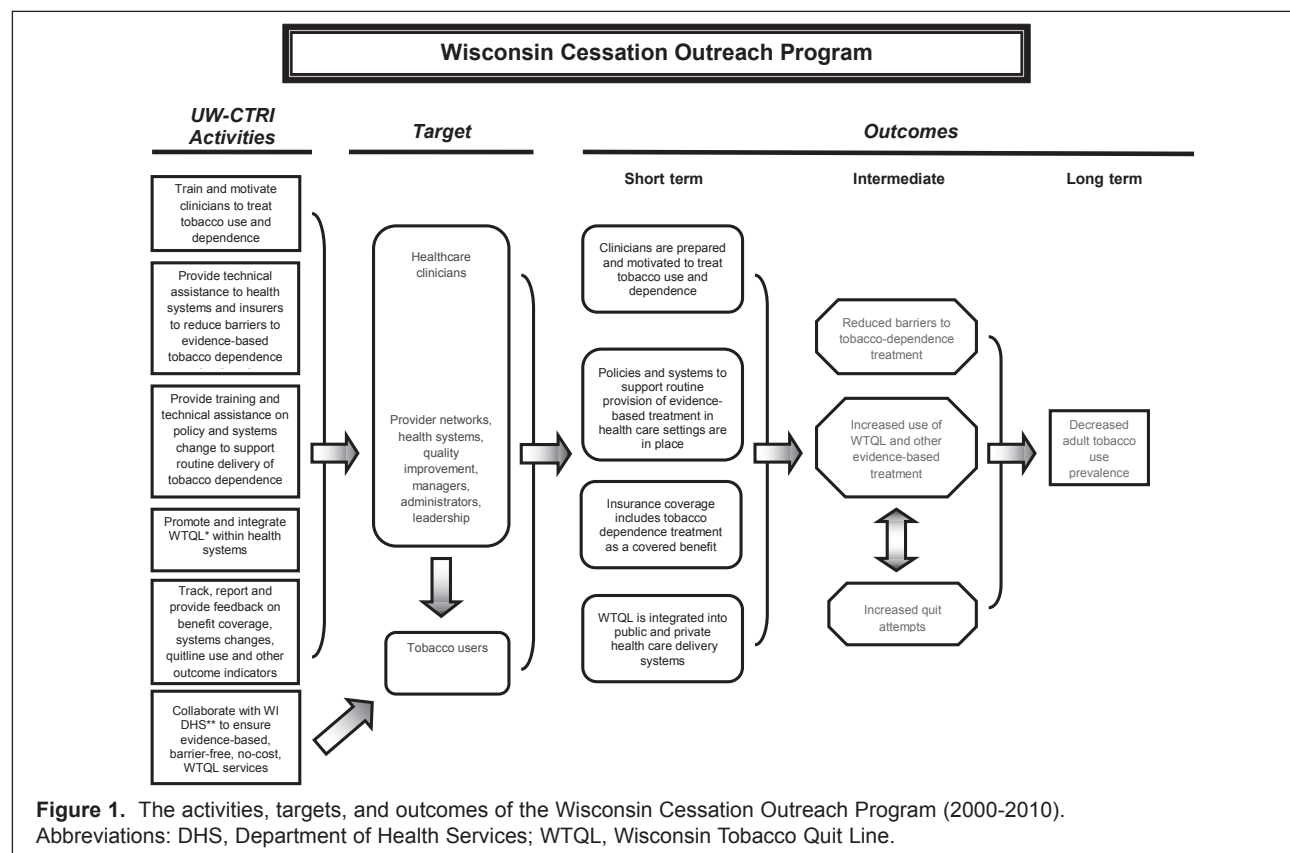 Wisconsin Cessation Outreach Program
UW-CTRI
Activities
Target
Outcomes
Short term
Intermediate
Long term
Train and motivate
clinicians to treat
tobacco use and
dependence
Provide technical
assistance to health
systems and insurers
to reduce barriers to
evidence-based
tobacco dependence
Provide training and
technical assistance on
policy and systems
change to support
routine delivery of
tobacco dependence
Promote and integrate
WTQL* within health
systems
Track, report and
provide feedback on
benefit coverage,
systems changes,
quitline use and other
outcome indicators
Collaborate with WI
DHS** to ensure
evidence-based,
barrier-free, no-cost,
WTQL services
Healthcare
clinicians
Provider networks,
health systems,
quality
improvement,
managers,
administrators,
leadership
Tobacco users
Clinicians are prepared
and motivated to treat
tobacco use and
dependence
Policies and systems to
support routine
provision of evidence-
based treatment in
health care settings are
in place
Insurance coverage
includes tobacco
dependence treatment
as a covered benefit
WTQL is integrated into
public and private
health care delivery
systems
Reduced barriers to
tobacco-dependence
treatment
Increased use of
WTQL and other
evidence-based
treatment
Increased quit
attempts
Decreased
adult tobacco
use
prevalence
Figure 1. The activities, targets, and outcomes of the Wisconsin Cessation Outreach Program (2000-2010).
Abbreviations: DHS, Department of Health Services; WTQL, Wisconsin Tobacco Quit Line.